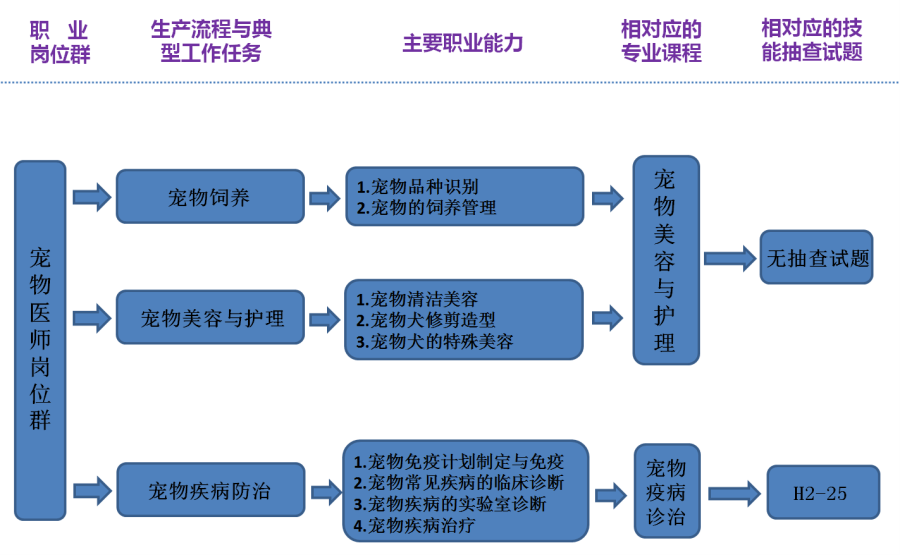 职 业
岗位群
生产流程与典
型工作任务
主要职业能力
相对应的
专业课程
相对应的技
能抽查试题
宠物医师岗位群
宠物饲养
1.宠物品种识别
2.宠物的饲养管理
宠物美容与护理
无抽查试题
宠物美容与护理
1.宠物清洁美容
2.宠物犬修剪造型
3.宠物犬的特殊美容
宠物疾病防治
1.宠物免疫计划制定与免疫
2.宠物常见疾病的临床诊断
3.宠物疾病的实验室诊断
4.宠物疾病治疗
宠物
疫病
诊治
H2-25